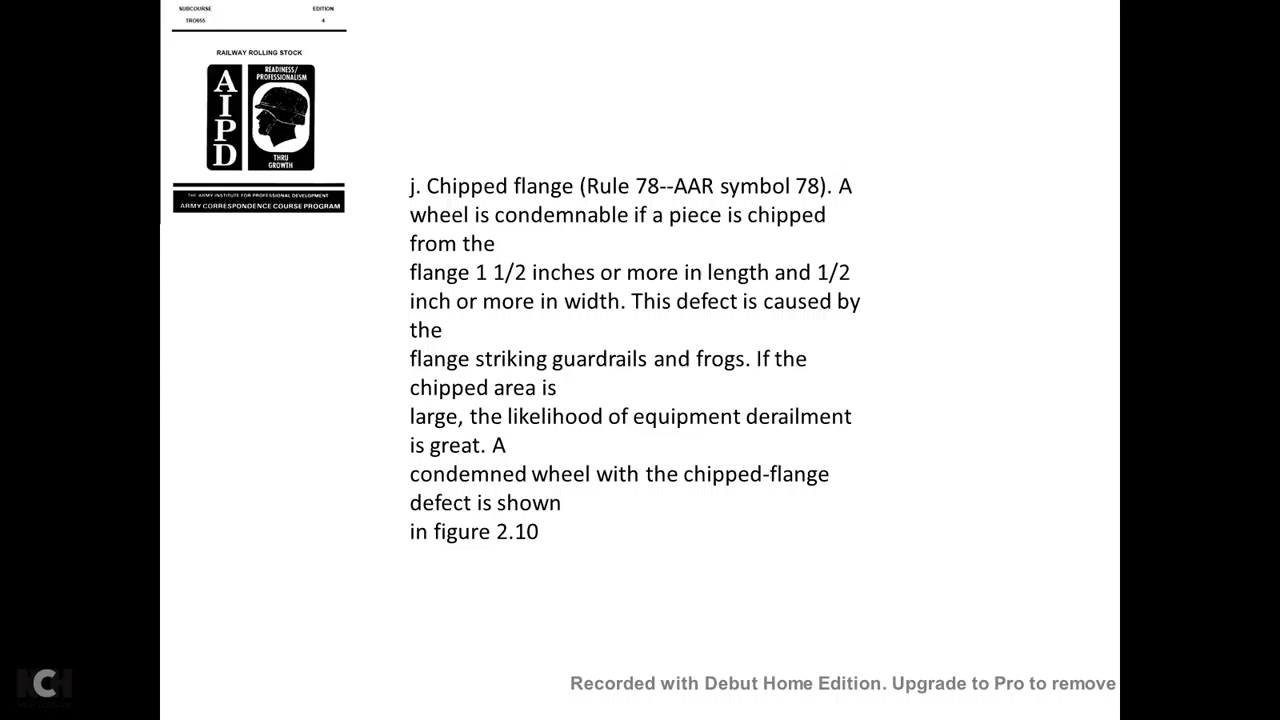 SUBCOURSE EDITION
TRO655 4
RAILWAY ROLLING STOCK
AIPD
READINESS/
PROFESSIONALISM
THRU
GROWTH
THE ARMY INSTITUTE FOR PROFESSIONAL DEVELOPMENT
ARMY CORRESPONDENCE COURSE PROGRAM
j. Chipped flange (Rule 78--AAR symbol 78). A
wheel is condemnable if a piece is chipped
from the
flange 1 1/2 inches or more in length and 1/2
inch or more in width. This defect is caused by
the
flange striking guardrails and frogs. If the
chipped area is
large, the likelihood of equipment derailment
is great. A
condemned wheel with the chipped-flange
defect is shown
in figure 2.10
NCH
Recorded with Debut Home Edition. Upgrade to Pro to remove